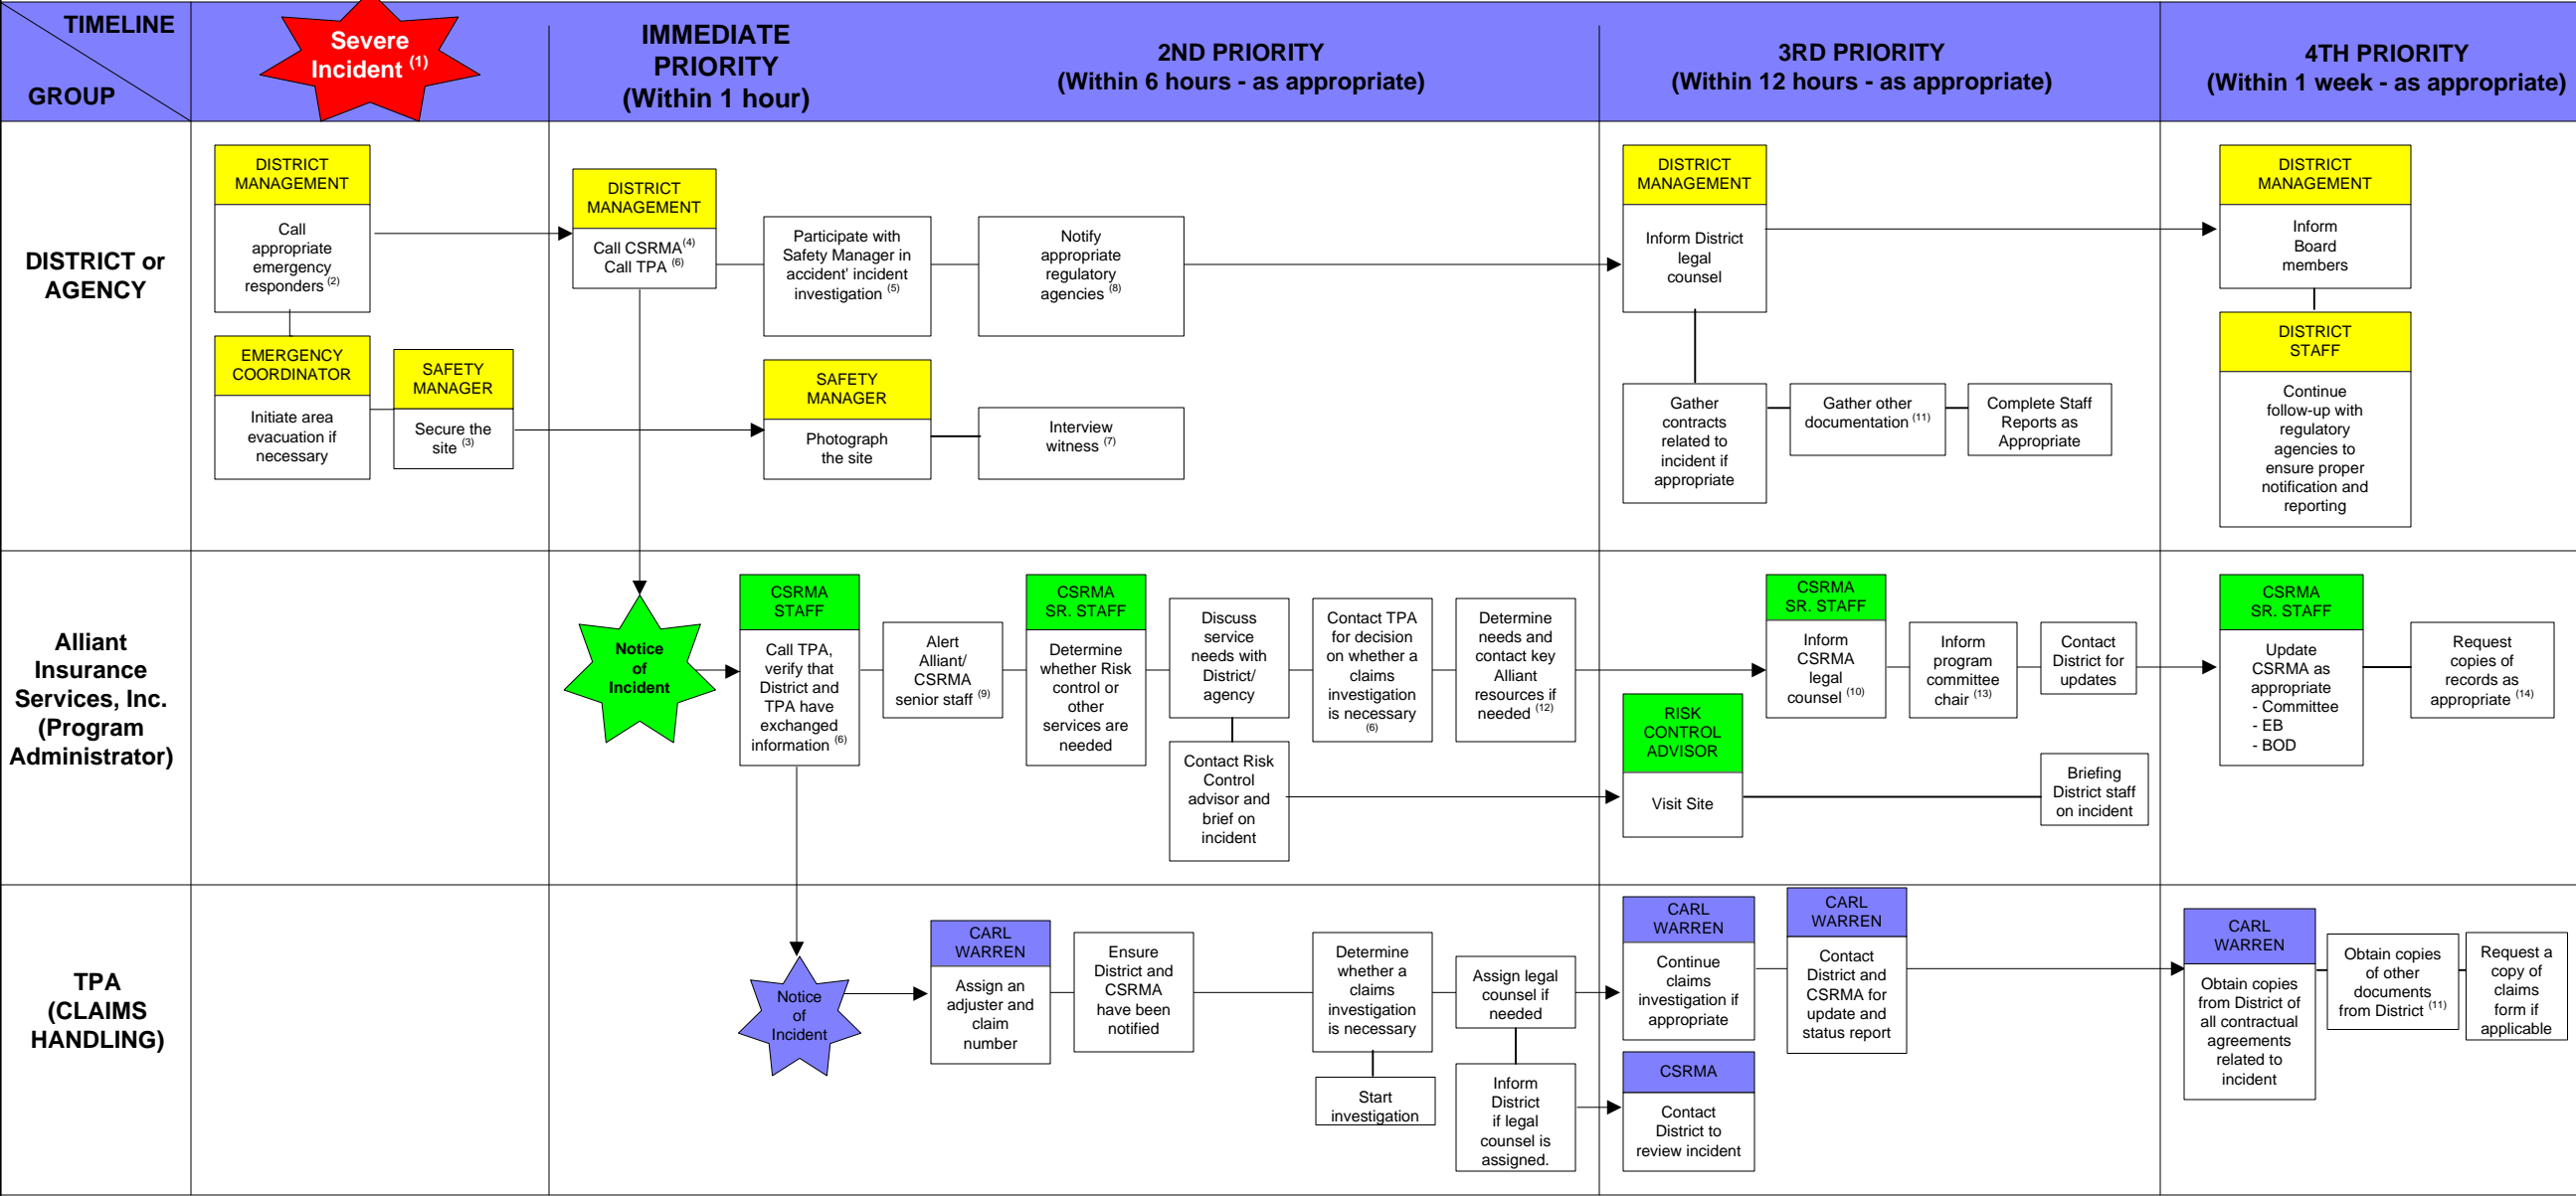 TIMELINE
GROUP
Severe
Incident (1)
IMMEDIATE
PRIORITY
(Within 1 hour)
2ND PRIORITY
(Within 6 hours - as appropriate)
3RD PRIORITY
(Within 12 hours - as appropriate)
4TH PRIORITY
(Within 1 week - as appropriate)
DISTRICT or
AGENCY
DISTRICT
MANAGEMENT
Call
appropriate
emergency
responders (2)
EMERGENCY
COORDINATOR
Initiate area
evacuation if
necessary
SAFETY
MANAGER
Secure the
site (3)
DISTRICT
MANAGEMENT
Call CSRMA(4)
Call TPA (6)
Participate with
Safety Manager in
accident' incident
investigation (5)
Notify
appropriate
regulatory
agencies (8)
SAFETY
MANAGER
Photograph
the site
Interview
witness (7)
DISTRICT
MANAGEMENT
Inform District
legal
counsel
Gather
contracts
related to
incident if
appropriate
Gather other
documentation (11)
Complete Staff
Reports as
Appropriate
DISTRICT
MANAGEMENT
Inform
Board
members
DISTRICT
STAFF
Continue
follow-up with
regulatory
agencies to
ensure proper
notification and
reporting
Alliant
Insurance
Services, Inc.
(Program
Administrator)
Notice
of
Incident
CSRMA
STAFF
Call TPA,
verify that
District and
TPA have
exchanged
information (6)
Alert
Alliant/
CSRMA
senior staff (9)
CSRMA
SR. STAFF
Determine
whether Risk
control or
other
services are
needed
Discuss
service
needs with
District/
agency
Contact Risk
Control
advisor and
brief on
incident
Contact TPA
for decision
on whether a
claims
investigation
is necessary
(6)
Determine
needs and
contact key
Alliant
resources if
needed (12)
CSRMA
SR. STAFF
Inform
CSRMA
legal
counsel (10)
Inform
program
committee
chair (13)
Contact
District for
updates
RISK
CONTROL
ADVISOR
Visit Site
Briefing
District staff
on incident
CSRMA
SR. STAFF
Update
CSRMA as
appropriate
- Committee
- EB
- BOD
Request
copies of
records as
appropriate (14)
TPA
(CLAIMS
HANDLING)
Notice
of
Incident
CARL
WARREN
Assign an
adjuster and
claim
number
Ensure
District and
CSRMA
have been
notified
Determine
whether a
claims
investigation
is necessary
Start
investigation
Assign legal
counsel if
needed
Inform
District
if legal
counsel is
assigned.
CARL
WARREN
Continue
claims
investigation if
appropriate
CARL
WARREN
Contact
District and
CSRMA for
update and
status report
CSRMA
Contact
District to
review incident
CARL
WARREN
Obtain copies
from District of
all contractual
agreements
related to
incident
Obtain copies
of other
documents
from District (11)
Request a
copy of
claims
form if
applicable